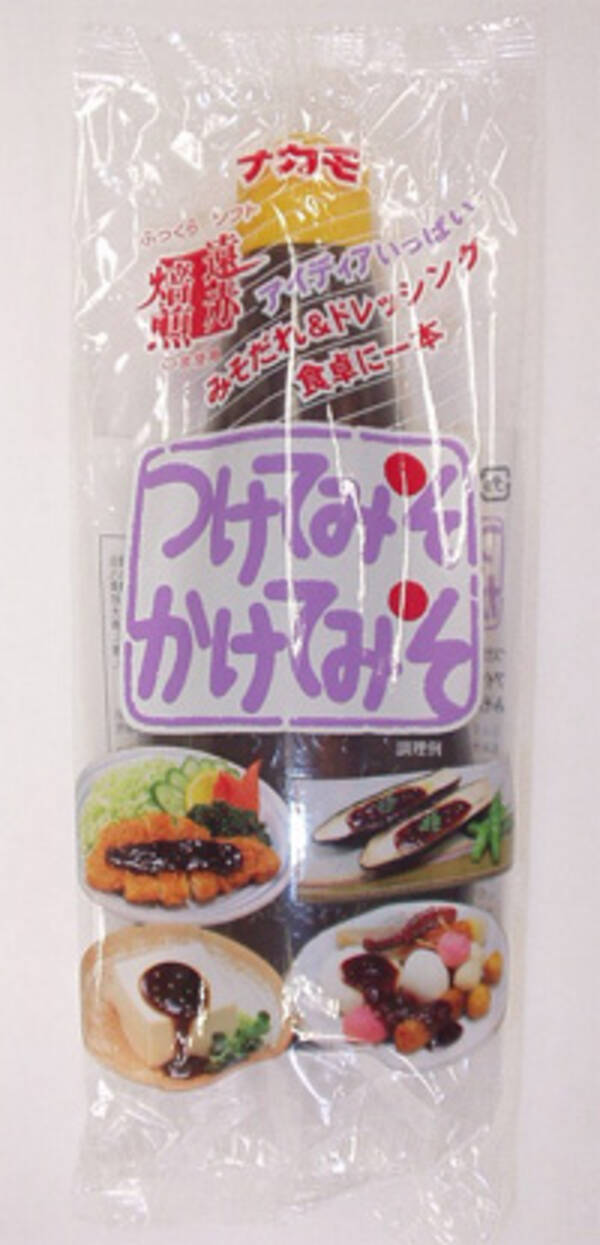 ナカモ
ふっくら ソフト
遠赤
焙煎
アイディアいっぱい
みそだれ&ドレッシング
食卓に一本
つけてみそ
かけてみそ
調理例